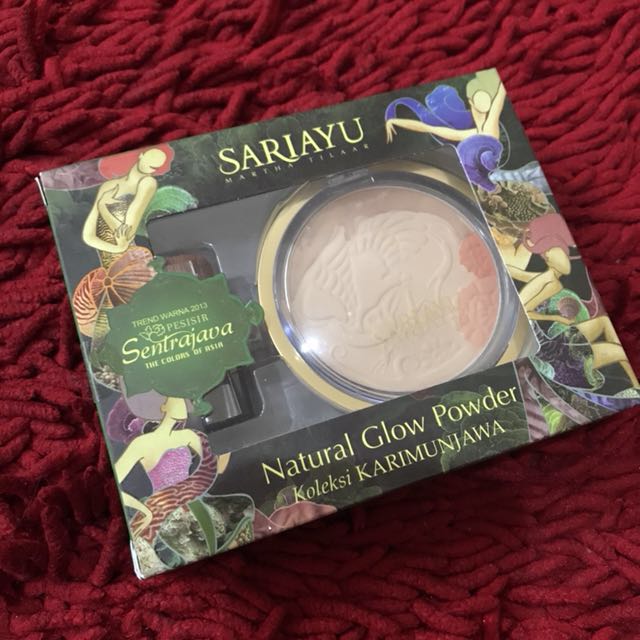 SARIAYU
MARTHA TILAAR
TREND WARNA 2013
PESISIR
Sentrajava
THE COLORS OF ASIA
Natural Glow Powder
Koleksi KARIMUNJAWA